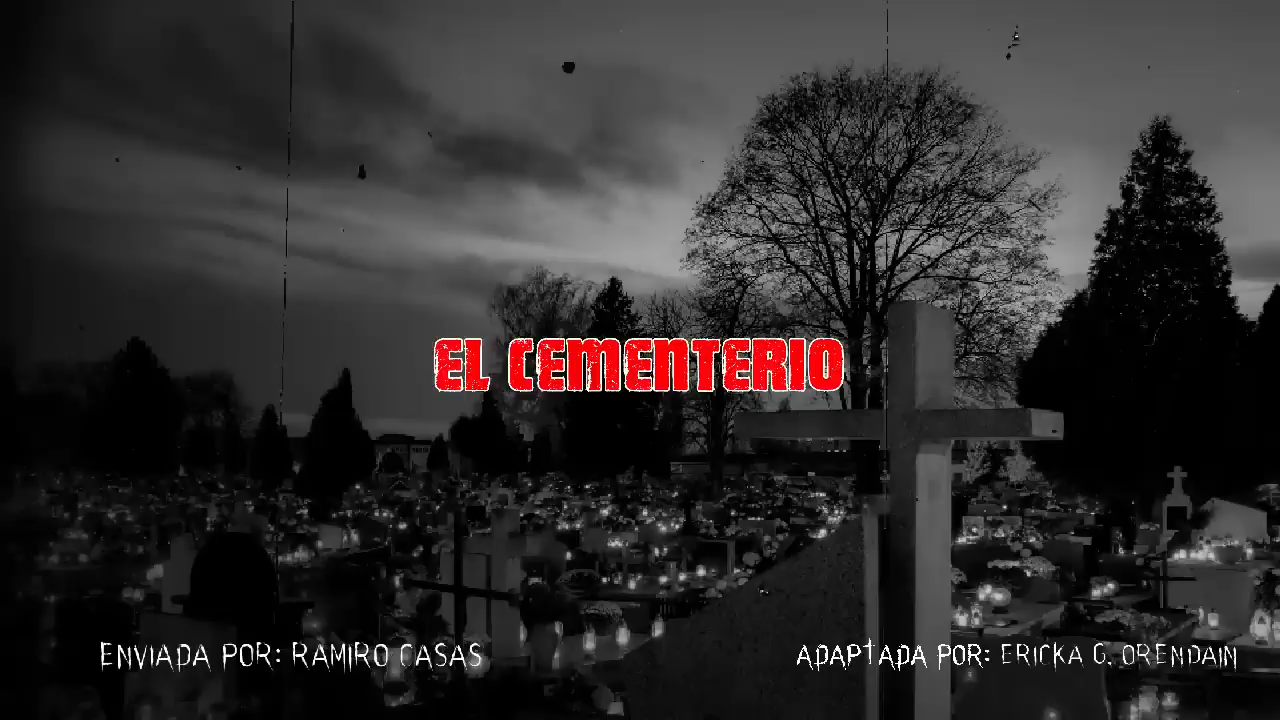 EL CEMENTERIO
ENVIADA POR: RAMIRO CASAS
ADAPTADA POR: ERICKA G. ORENDAIN